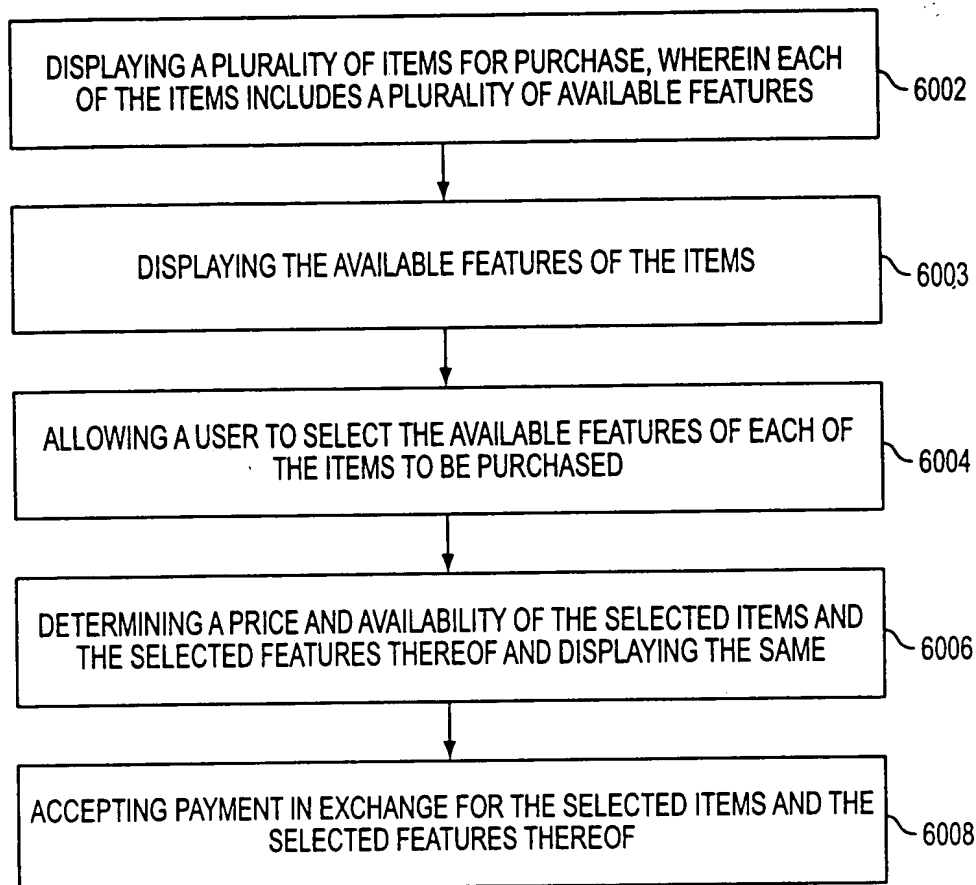 DISPLAYING A PLURALITY OF ITEMS FOR PURCHASE, WHEREIN EACH
OF THE ITEMS INCLUDES A PLURALITY OF AVAILABLE FEATURES
6002
DISPLAYING THE AVAILABLE FEATURES OF THE ITEMS
6003
ALLOWING A USER TO SELECT THE AVAILABLE FEATURES OF EACH OF
THE ITEMS TO BE PURCHASED
6004
DETERMINING A PRICE AND AVAILABILITY OF THE SELECTED ITEMS AND
THE SELECTED FEATURES THEREOF AND DISPLAYING THE SAME
6006
ACCEPTING PAYMENT IN EXCHANGE FOR THE SELECTED ITEMS AND THE
SELECTED FEATURES THEREOF
6008